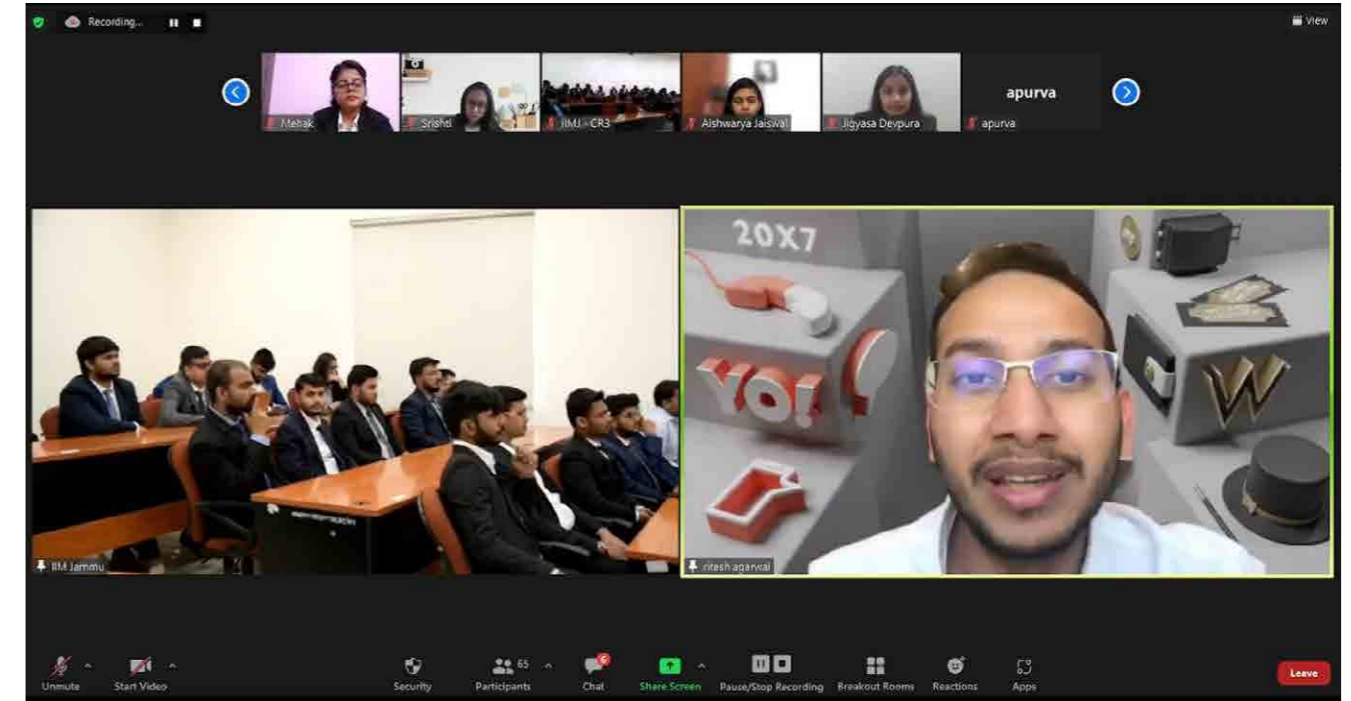 Recording...
View
apurva
Mehak
Srishti
IIMJ - CR3
Aishwarya Jaiswal
Jigyasa Devpura
apurva
20X7
YO!
W
IIM Jammu
ritesh agarwal
Unmute
Start Video
Security
65
Participants
6
Chat
Share Screen
Pause/Stop Recording
Breakout Rooms
Reactions
Apps
Leave